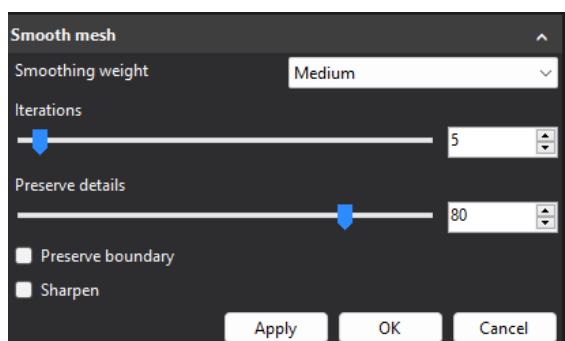 Smooth mesh
Smoothing weight Medium
Iterations
5
Preserve details
80
Preserve boundary
Sharpen
Apply OK Cancel